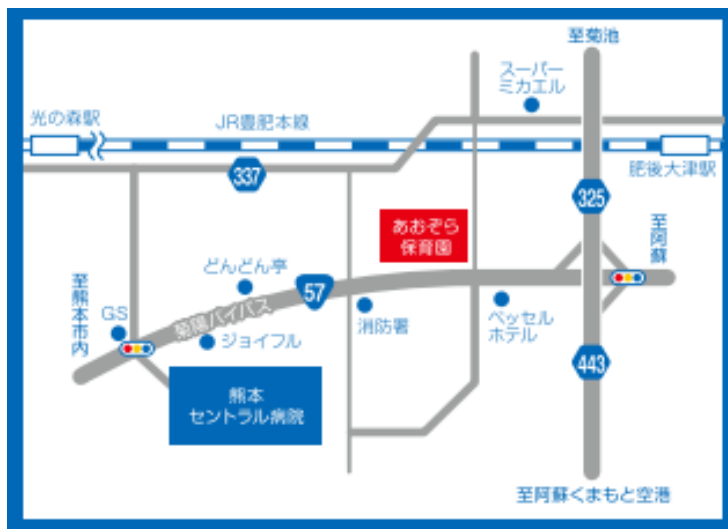 至菊池
スーパー
ミカエル
光の森駅
JR豊肥本線
肥後大津駅
337
325
あおぞら
保育園
至阿蘇
どんどん亭
57
至熊本市内
GS
菊陽バイパス
ジョイフル
消防署
ベッセル
ホテル
443
熊本
セントラル病院
至阿蘇くまもと空港